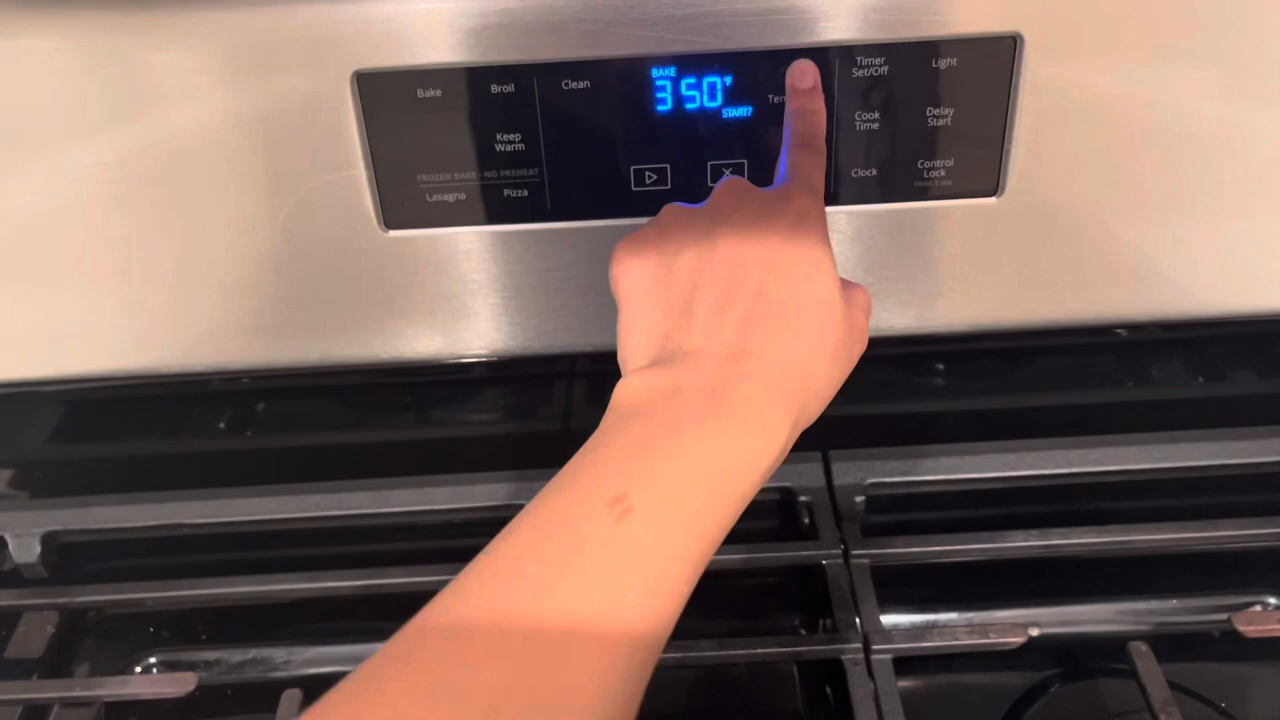 Bake
Broil
Clean
BAKE
350°F
START?
Timer
Set/Off
Light
Keep
Warm
Cook
Time
Delay
Start
FROZEN BAKE - NO PREHEAT
Lasagna
Pizza
Clock
Control
Lock